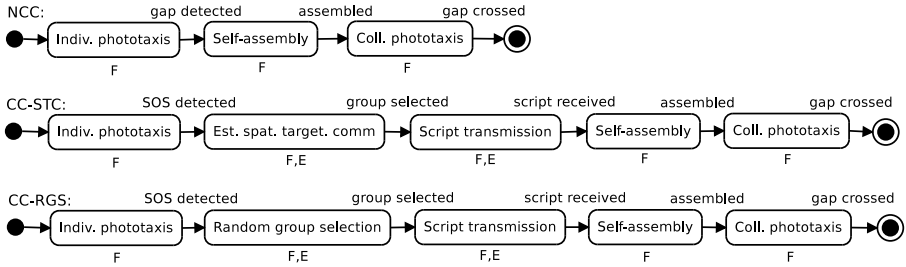 NCC: gap detected assembled gap crossed
Indiv. phototaxis Self-assembly Coll. phototaxis
F F F
CC-STC: SOS detected group selected script received assembled gap crossed
Indiv. phototaxis Est. spat. target. comm Script transmission Self-assembly Coll. phototaxis
F F,E F,E F F
CC-RGS: SOS detected group selected script received assembled gap crossed
Indiv. phototaxis Random group selection Script transmission Self-assembly Coll. phototaxis
F F,E F,E F F